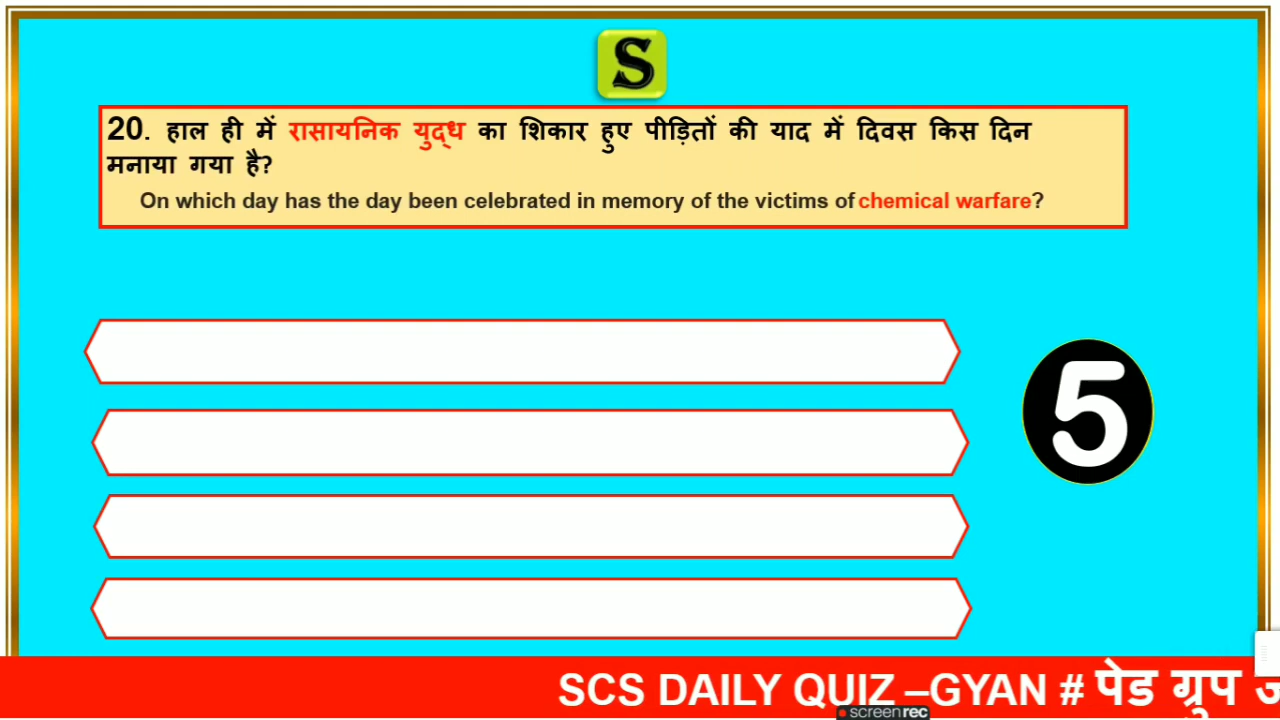 S
20. हाल ही में रासायनिक युद्ध का शिकार हुए पीड़ितों की याद में दिवस किस दिन
मनाया गया है?
On which day has the day been celebrated in memory of the victims of chemical warfare?
5
SCS DAILY QUIZ –GYAN # पेड ग्रुप
screenrec